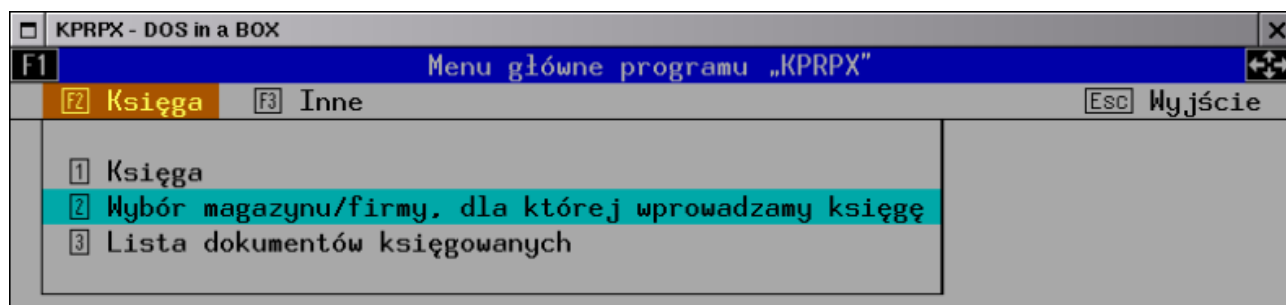 KPRPX - DOS in a BOX
F1 Menu główne programu „KPRPX”
F2 Księga F3 Inne Esc Wyjście
1 Księga
2 Wybór magazynu/firmy, dla której wprowadzamy księgę
3 Lista dokumentów księgowanych